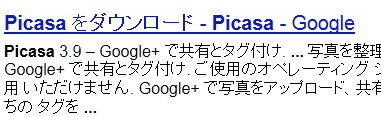 Picasa をダウンロード - Picasa - Google
Picasa 3.9 – Google+ で共有とタグ付け. ... 写真を整理
Google+ で共有とタグ付け. ご使用のオペレーティング シ
用 いただけません. Google+ で写真をアップロード、共有
ちの タグを ...